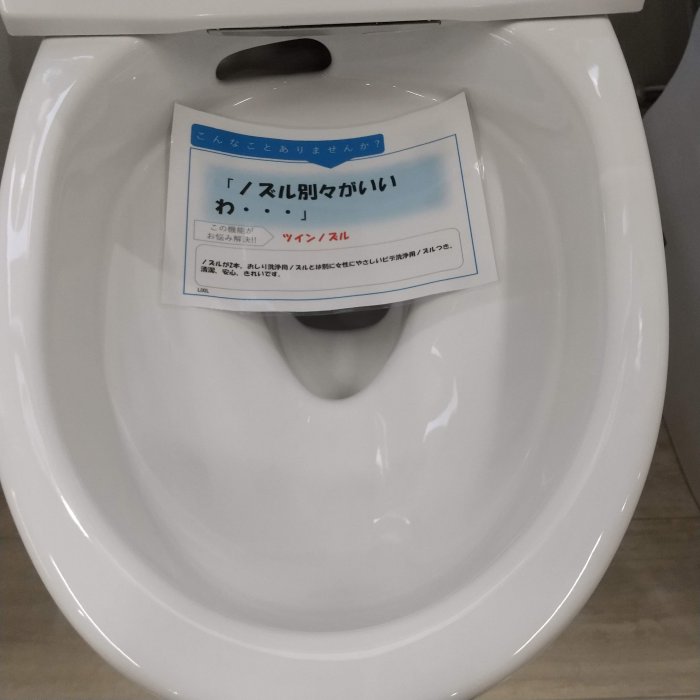 こんなことありませんか?
「ノズル別々がいい
わ・・・」
この機能が
お悩み解決!!
ツインノズル
ノズルが2本。おしり洗浄用ノズルとは別に女性にやさしいビデ洗浄用ノズルつき。
清潔、安心、きれいです。
LIXIL